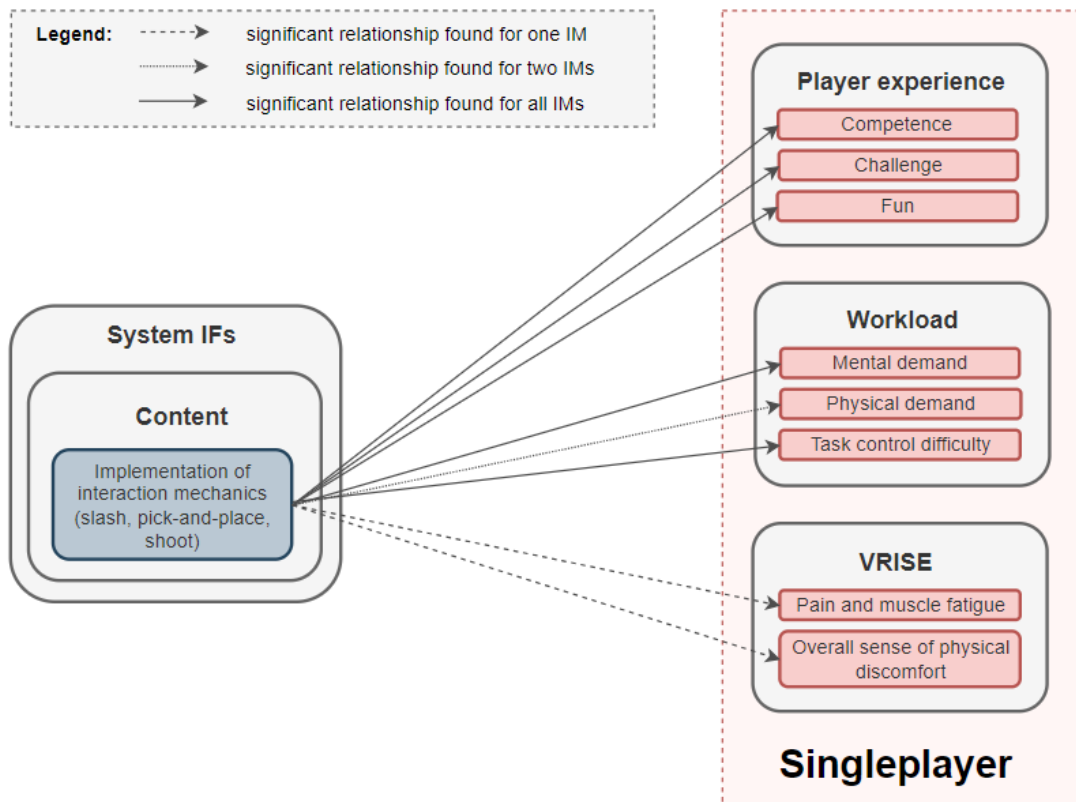 Legend:
significant relationship found for one IM
significant relationship found for two IMs
significant relationship found for all IMs
System IFs
Content
Implementation of
interaction mechanics
(slash, pick-and-place,
shoot)
Player experience
Competence
Challenge
Fun
Workload
Mental demand
Physical demand
Task control difficulty
VRISE
Pain and muscle fatigue
Overall sense of physical
discomfort
Singleplayer